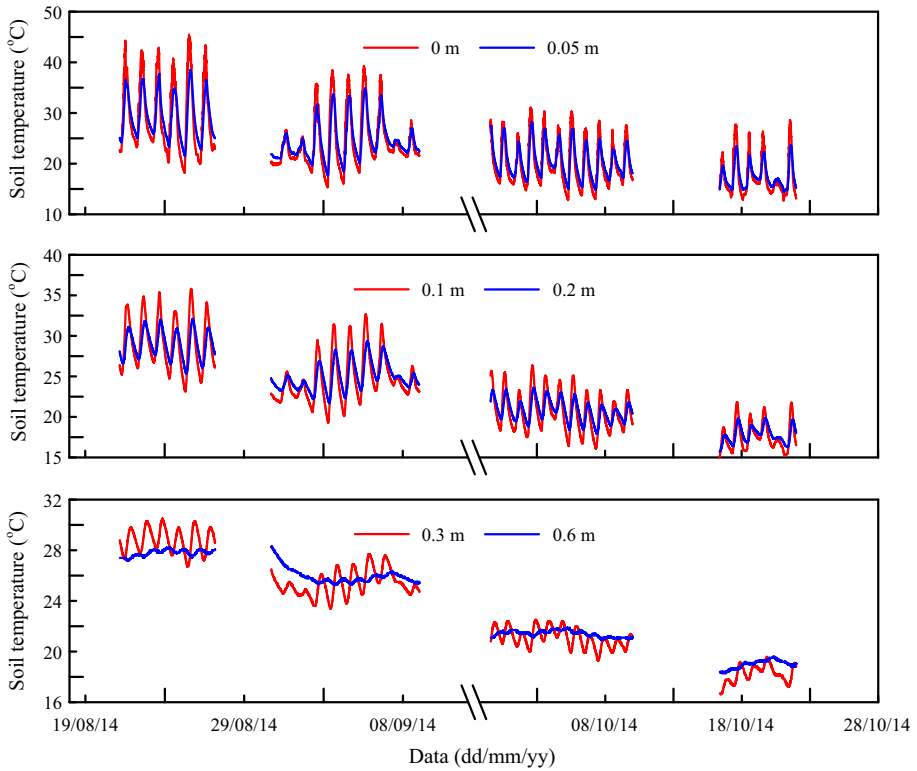 Soil temperature (°C)
50
40
30
20
10
0 m
0.05 m
Soil temperature (°C)
40
35
30
25
20
15
0.1 m
0.2 m
Soil temperature (°C)
32
28
24
20
16
0.3 m
0.6 m
19/08/14
29/08/14
08/09/14
08/10/14
18/10/14
28/10/14
Data (dd/mm/yy)